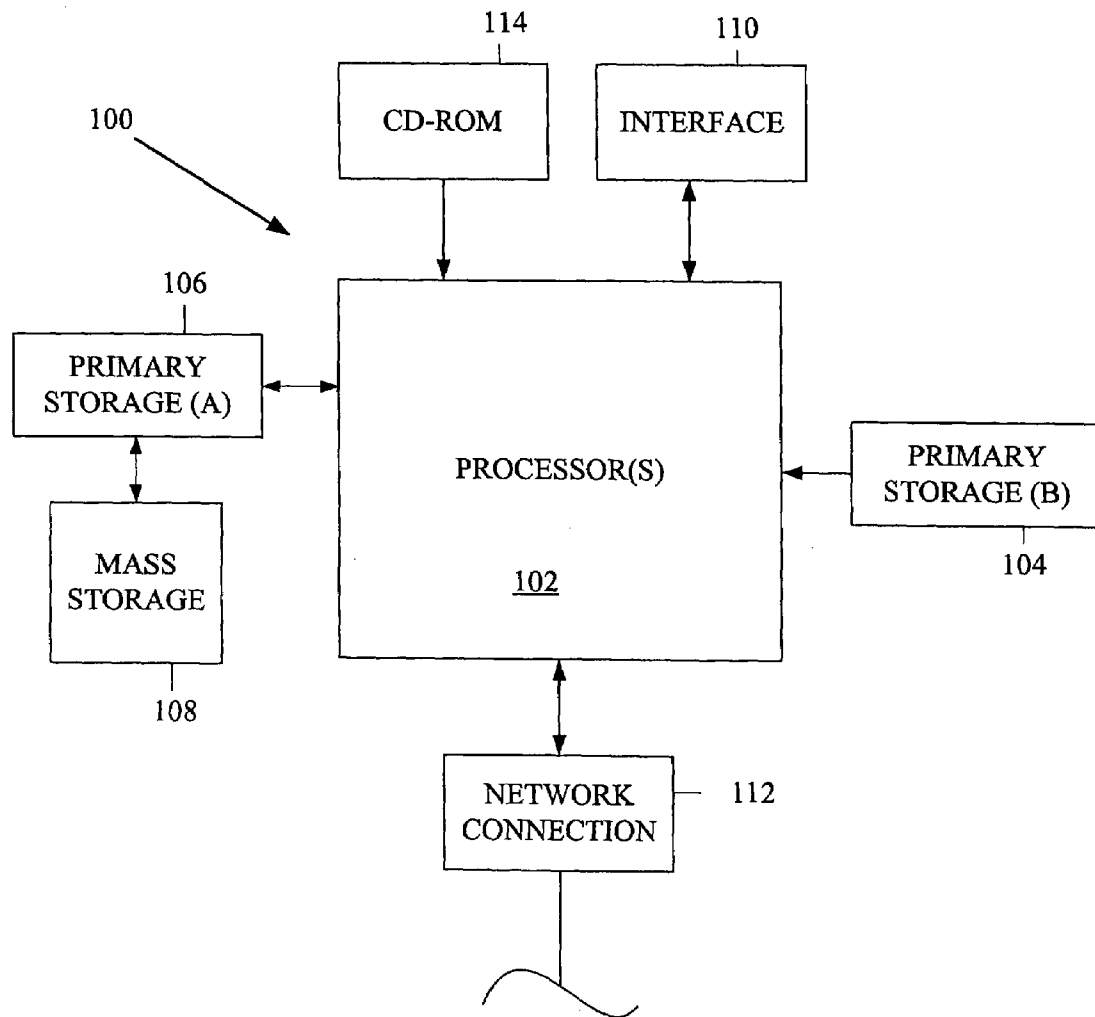 114
110
CD-ROM
INTERFACE
100
106
PRIMARY
STORAGE (A)
PROCESSOR(S)
PRIMARY
STORAGE (B)
MASS
STORAGE
102
104
108
NETWORK
CONNECTION
112